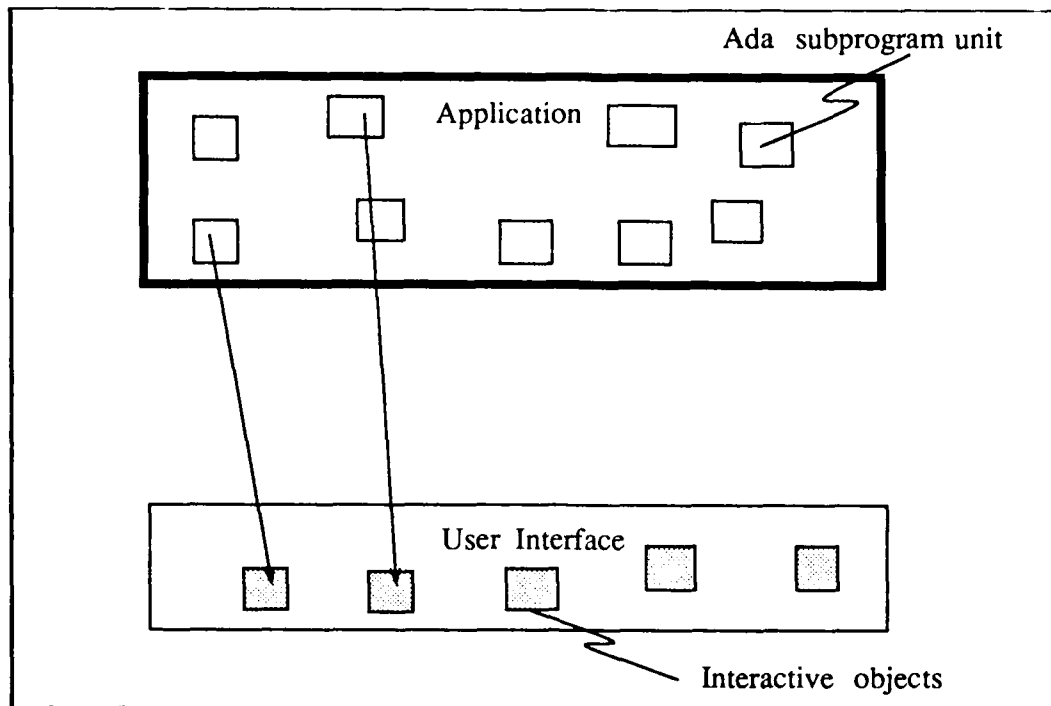 Ada subprogram unit
Application
User Interface
Interactive objects